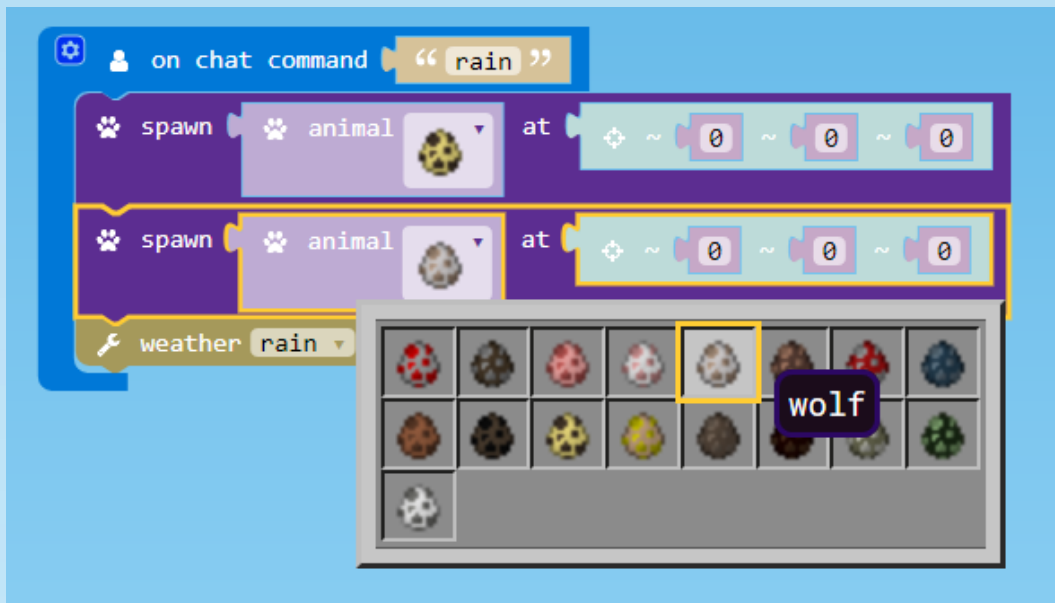 on chat command “ rain ”
spawn animal at ~ 0 ~ 0 ~ 0
spawn animal at ~ 0 ~ 0 ~ 0
weather rain
wolf